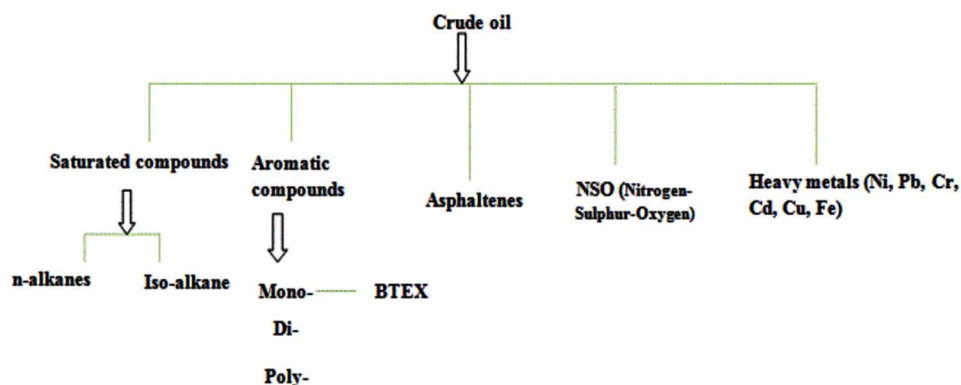 Crude oil
Saturated compounds
Aromatic
compounds
Asphaltenes
NSO (Nitrogen-
Sulphur-Oxygen)
Heavy metals (Ni, Pb, Cr,
Cd, Cu, Fe)
n-alkanes
Iso-alkane
Mono-
BTEX
Di-
Poly-